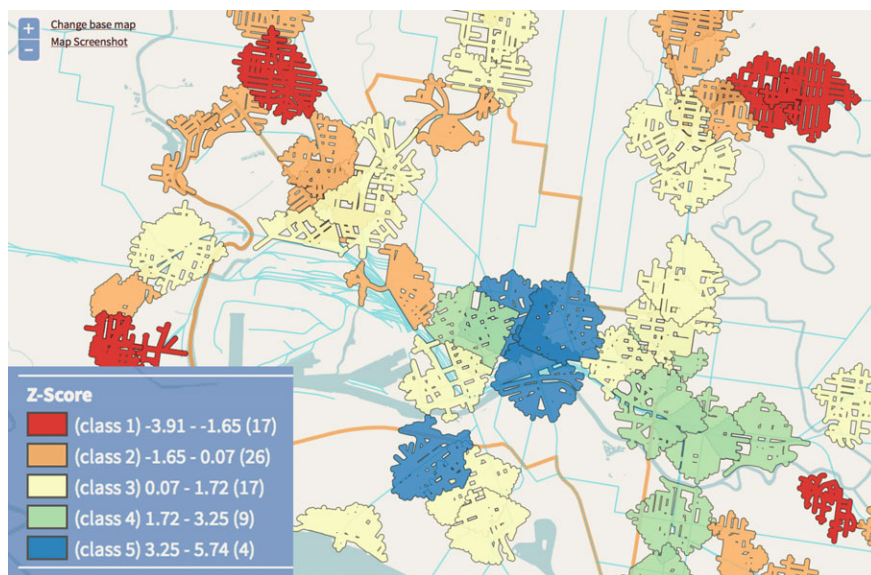 +
Change base map
−
Map Screenshot
Z-Score
(class 1) -3.91 - -1.65 (17)
(class 2) -1.65 - 0.07 (26)
(class 3) 0.07 - 1.72 (17)
(class 4) 1.72 - 3.25 (9)
(class 5) 3.25 - 5.74 (4)